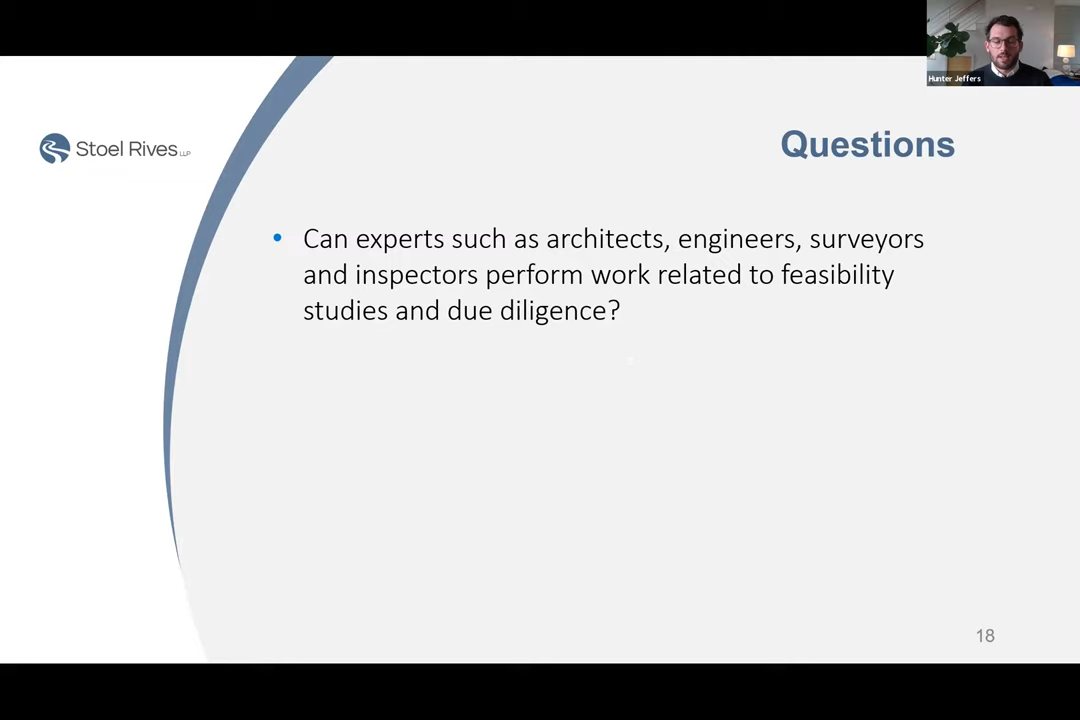 Hunter Jeffers
Stoel Rives LLP
Questions
• Can experts such as architects, engineers, surveyors
and inspectors perform work related to feasibility
studies and due diligence?
18